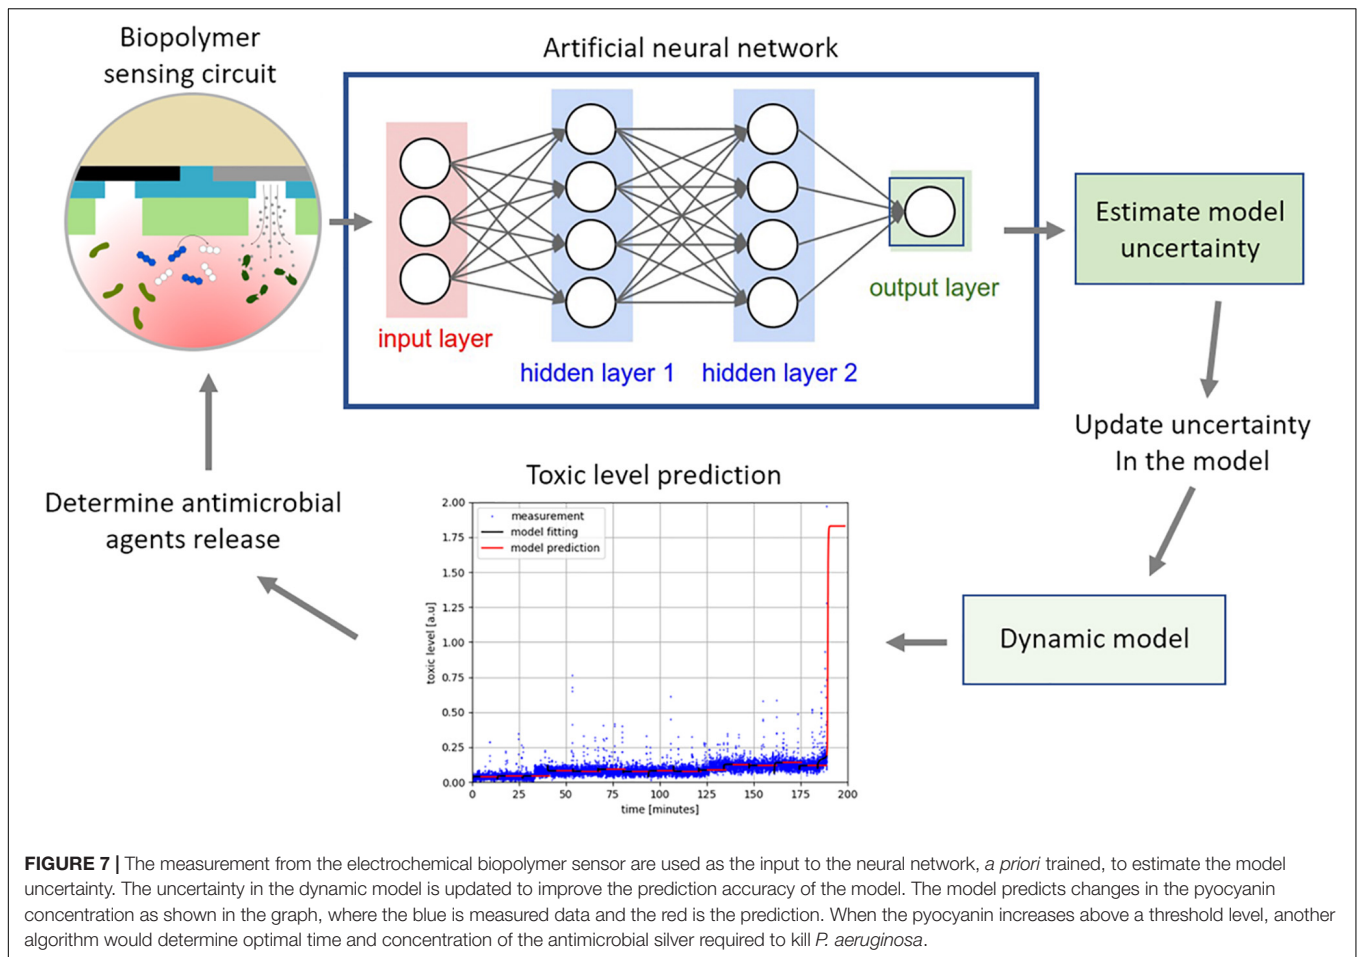 Biopolymer
sensing circuit
Artificial neural network
input layer
hidden layer 1
hidden layer 2
output layer
Estimate model
uncertainty
Update uncertainty
In the model
Dynamic model
Toxic level prediction
2.00
1.75
1.50
1.25
1.00
0.75
0.50
0.25
0.00
toxic level [a.u]
measurement
model fitting
model prediction
0 25 50 75 100 125 150 175 200
time [minutes]
Determine antimicrobial
agents release
FIGURE 7 | The measurement from the electrochemical biopolymer sensor are used as the input to the neural network, a priori trained, to estimate the model
uncertainty. The uncertainty in the dynamic model is updated to improve the prediction accuracy of the model. The model predicts changes in the pyocyanin
concentration as shown in the graph, where the blue is measured data and the red is the prediction. When the pyocyanin increases above a threshold level, another
algorithm would determine optimal time and concentration of the antimicrobial silver required to kill P. aeruginosa.